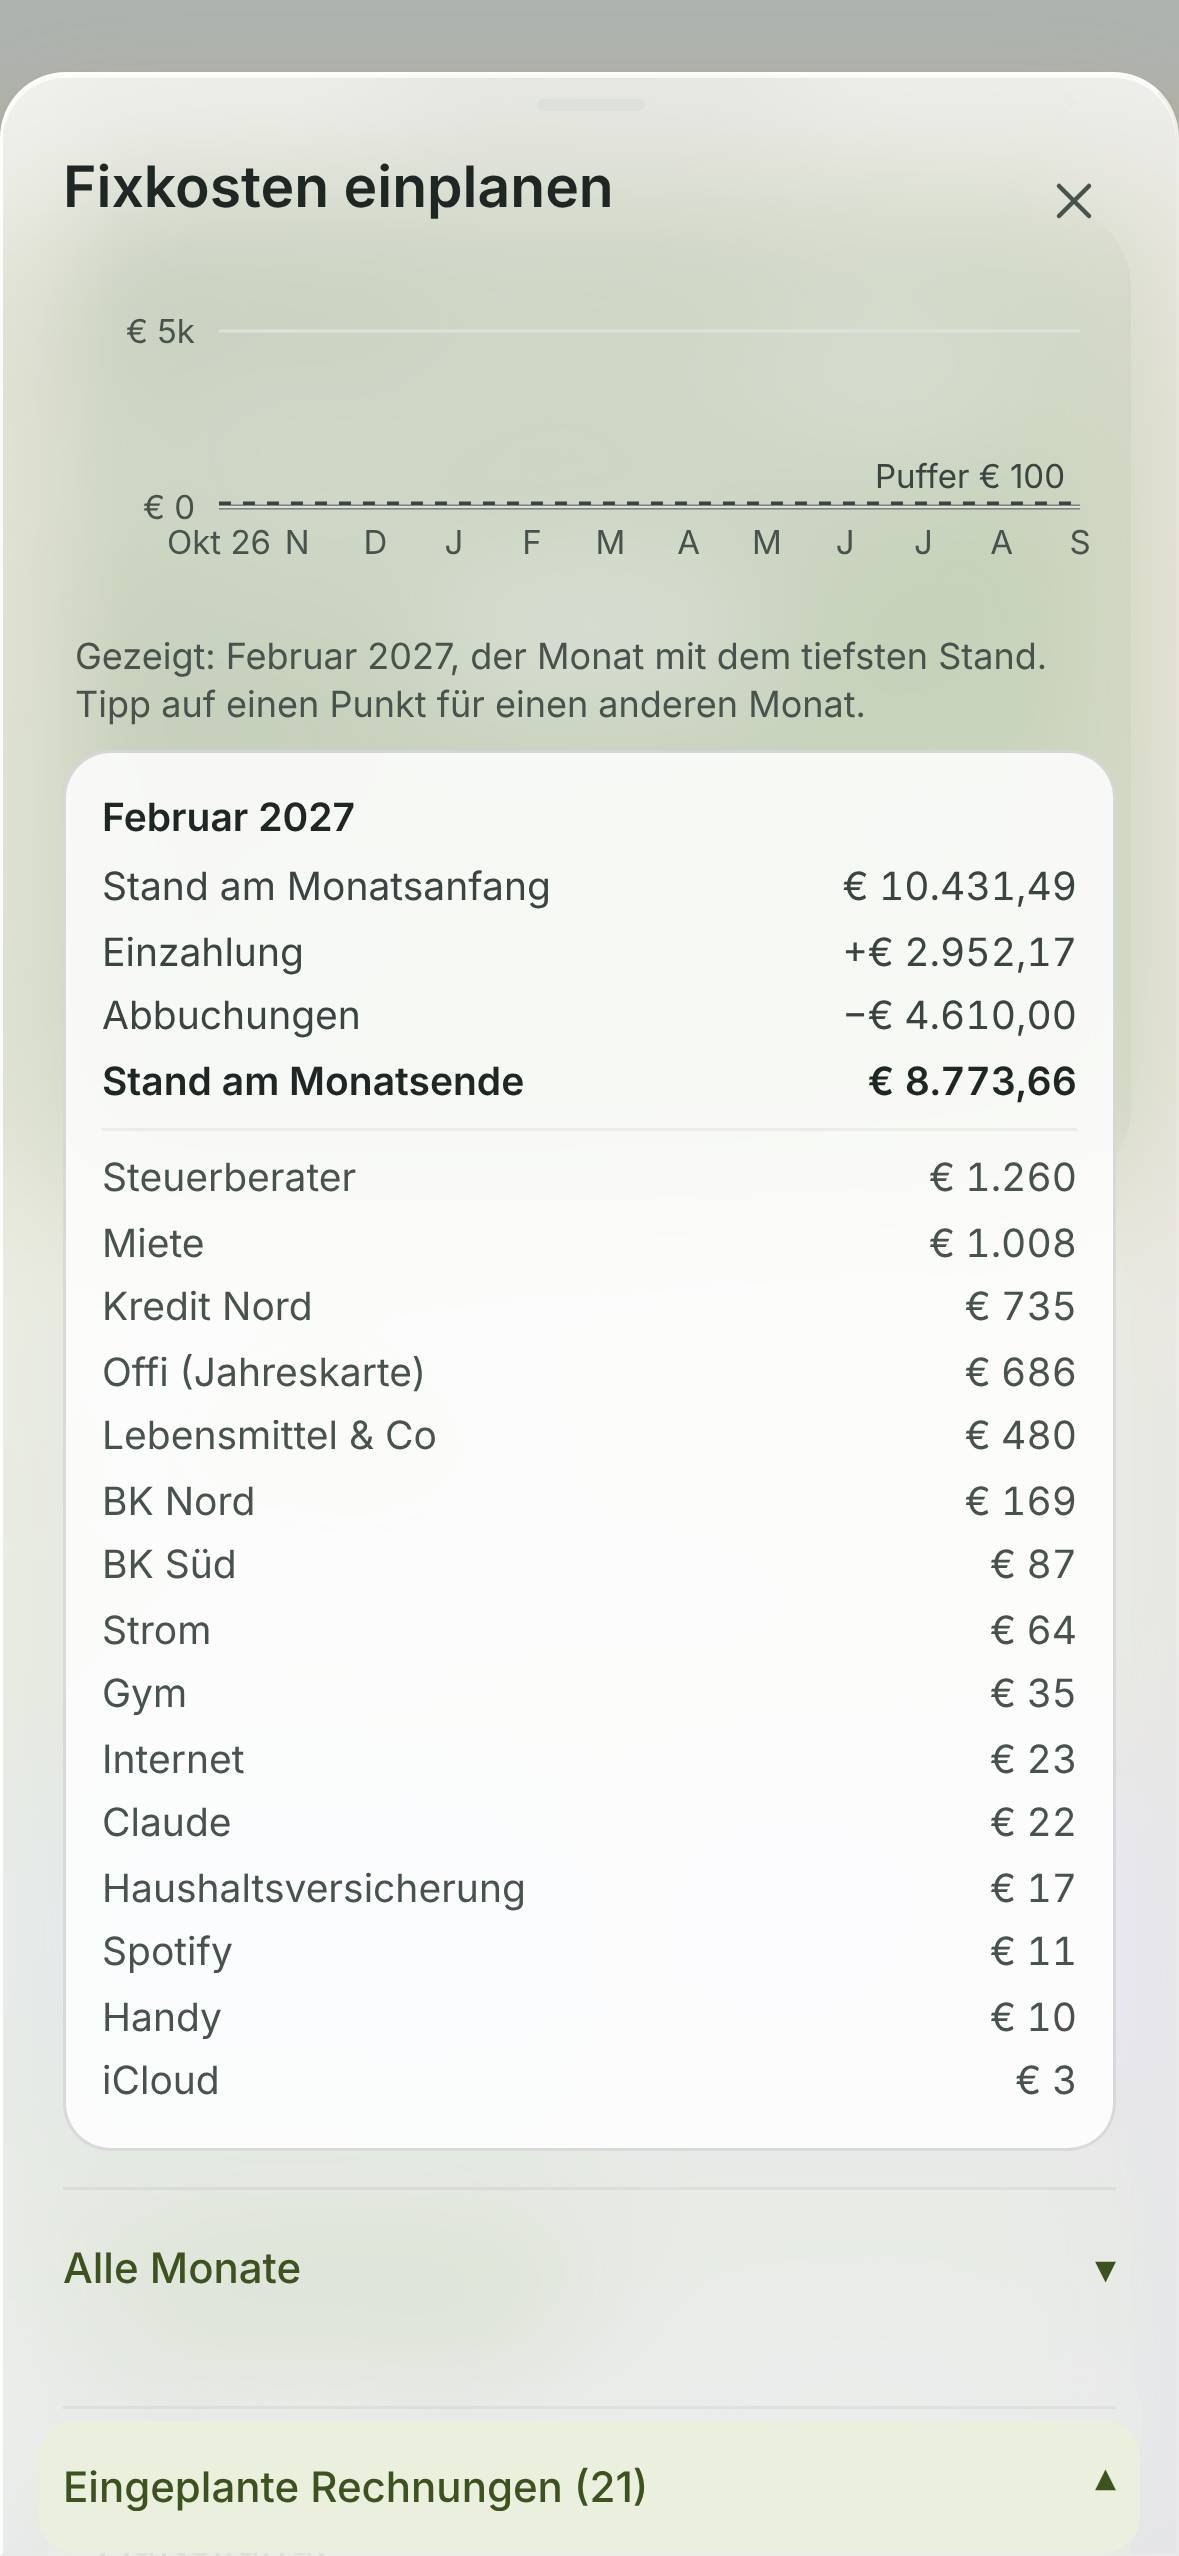 Fixkosten einplanen
€ 5k
Puffer € 100
€ 0
Okt 26 N D J F M A M J J A S
Gezeigt: Februar 2027, der Monat mit dem tiefsten Stand.
Tipp auf einen Punkt für einen anderen Monat.
Februar 2027
Stand am Monatsanfang € 10.431,49
Einzahlung +€ 2.952,17
Abbuchungen −€ 4.610,00
Stand am Monatsende € 8.773,66
Steuerberater € 1.260
Miete € 1.008
Kredit Nord € 735
Offi (Jahreskarte) € 686
Lebensmittel & Co € 480
BK Nord € 169
BK Süd € 87
Strom € 64
Gym € 35
Internet € 23
Claude € 22
Haushaltsversicherung € 17
Spotify € 11
Handy € 10
iCloud € 3
Alle Monate ▼
Eingeplante Rechnungen (21) ▲